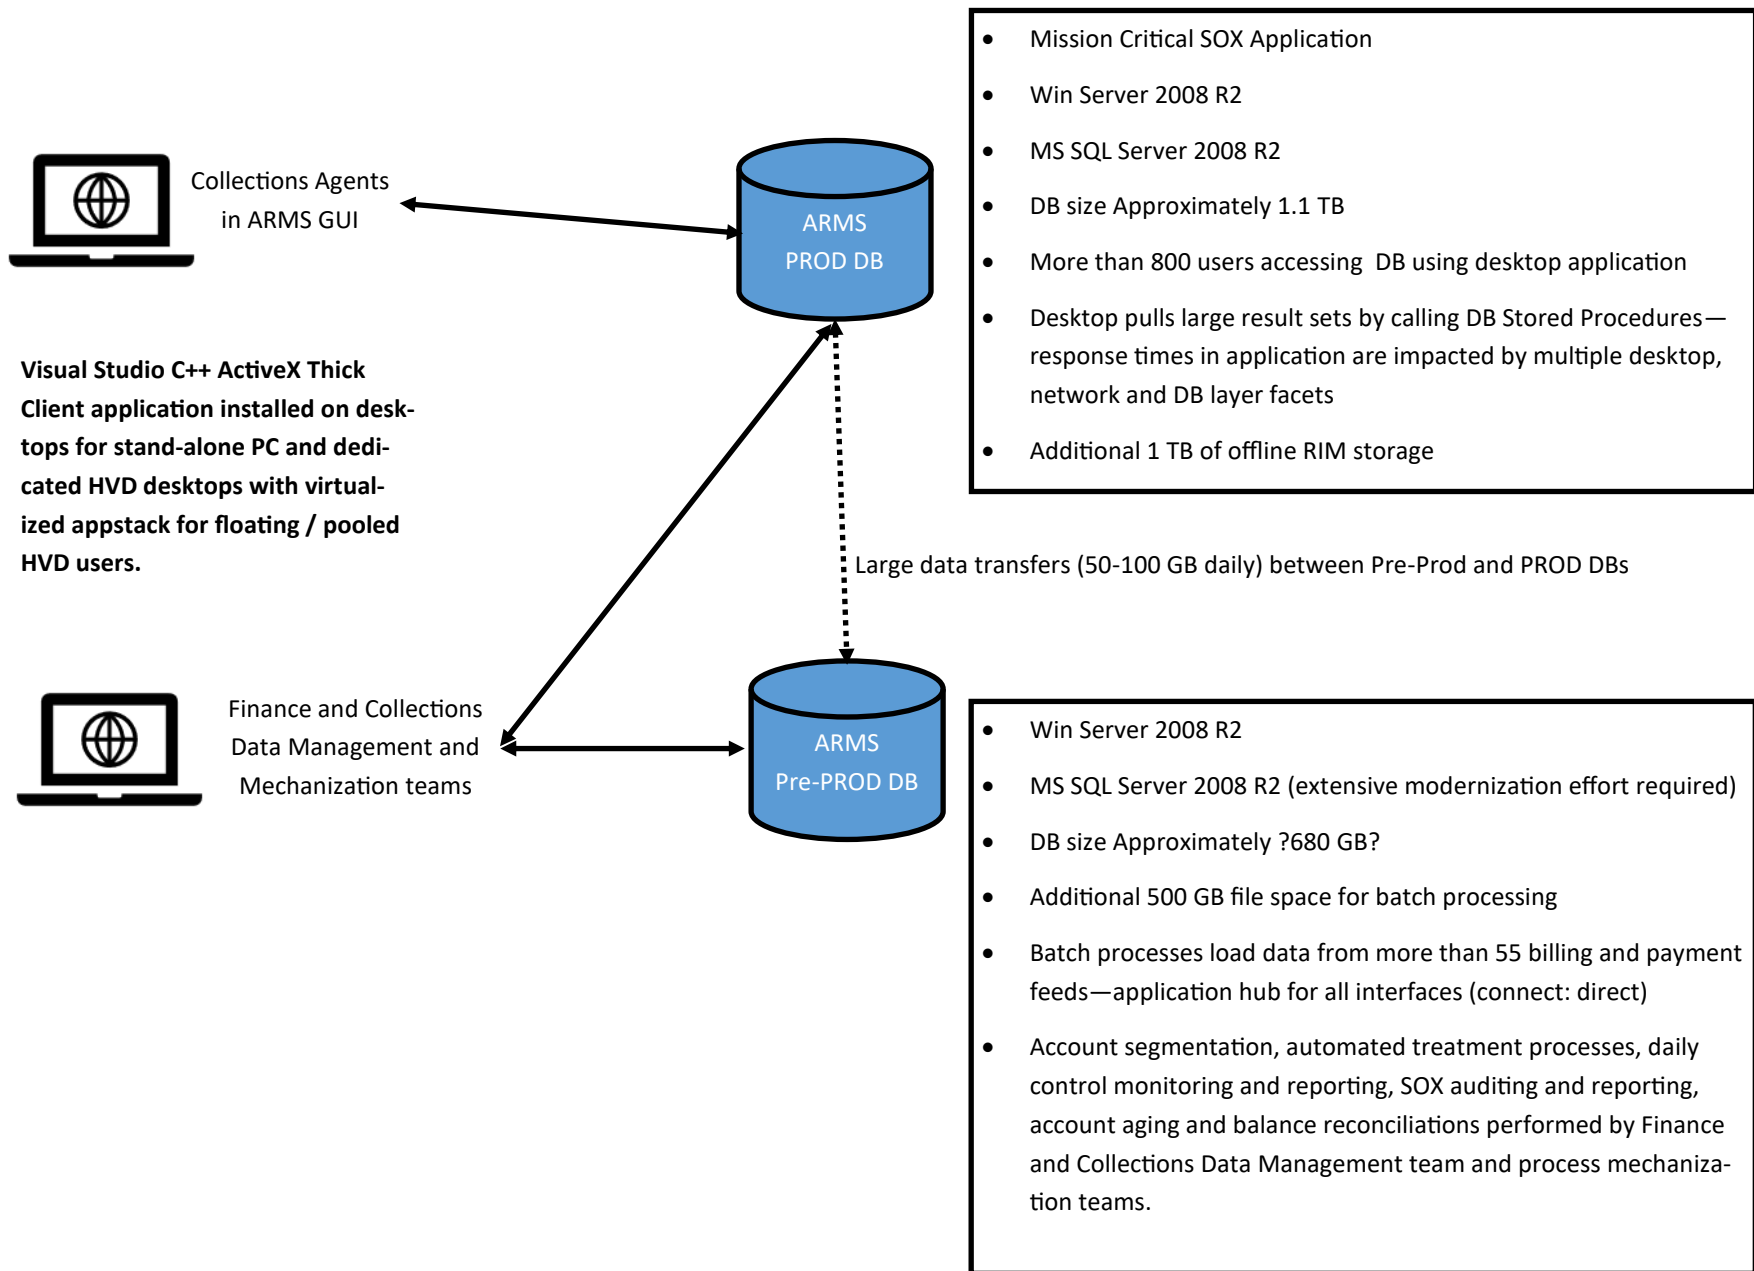 Collections Agents
in ARMS GUI
ARMS
PROD DB
• Mission Critical SOX Application
• Win Server 2008 R2
• MS SQL Server 2008 R2
• DB size Approximately 1.1 TB
• More than 800 users accessing  DB using desktop application
• Desktop pulls large result sets by calling DB Stored Procedures—
response times in application are impacted by multiple desktop,
network and DB layer facets
• Additional 1 TB of offline RIM storage
Visual Studio C++ ActiveX Thick
Client application installed on desk-
tops for stand-alone PC and dedi-
cated HVD desktops with virtual-
ized appstack for floating / pooled
HVD users.
Large data transfers (50-100 GB daily) between Pre-Prod and PROD DBs
Finance and Collections
Data Management and
Mechanization teams
ARMS
Pre-PROD DB
• Win Server 2008 R2
• MS SQL Server 2008 R2 (extensive modernization effort required)
• DB size Approximately ?680 GB?
• Additional 500 GB file space for batch processing
• Batch processes load data from more than 55 billing and payment
feeds—application hub for all interfaces (connect: direct)
• Account segmentation, automated treatment processes, daily
control monitoring and reporting, SOX auditing and reporting,
account aging and balance reconciliations performed by Finance
and Collections Data Management team and process mechaniza-
tion teams.